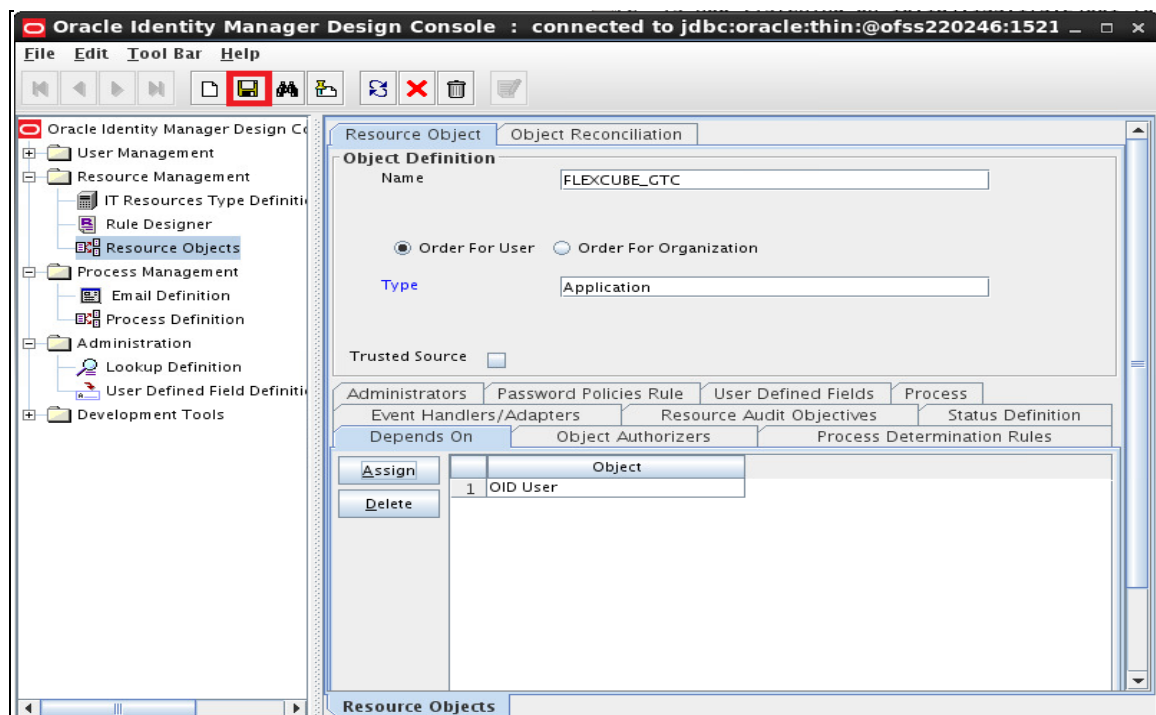 Oracle Identity Manager Design Console : connected to jdbc:oracle:thin:@ofss220246:1521
File Edit Tool Bar Help
Oracle Identity Manager Design Co
User Management
Resource Management
IT Resources Type Definiti
Rule Designer
Resource Objects
Process Management
Email Definition
Process Definition
Administration
Lookup Definition
User Defined Field Definiti
Development Tools
Resource Object Object Reconciliation
Object Definition
Name FLEXCUBE_GTC
Order For User Order For Organization
Type Application
Trusted Source
Administrators Password Policies Rule User Defined Fields Process
Event Handlers/Adapters Resource Audit Objectives Status Definition
Depends On Object Authorizers Process Determination Rules
Assign Object
1 OID User
Delete
Resource Objects